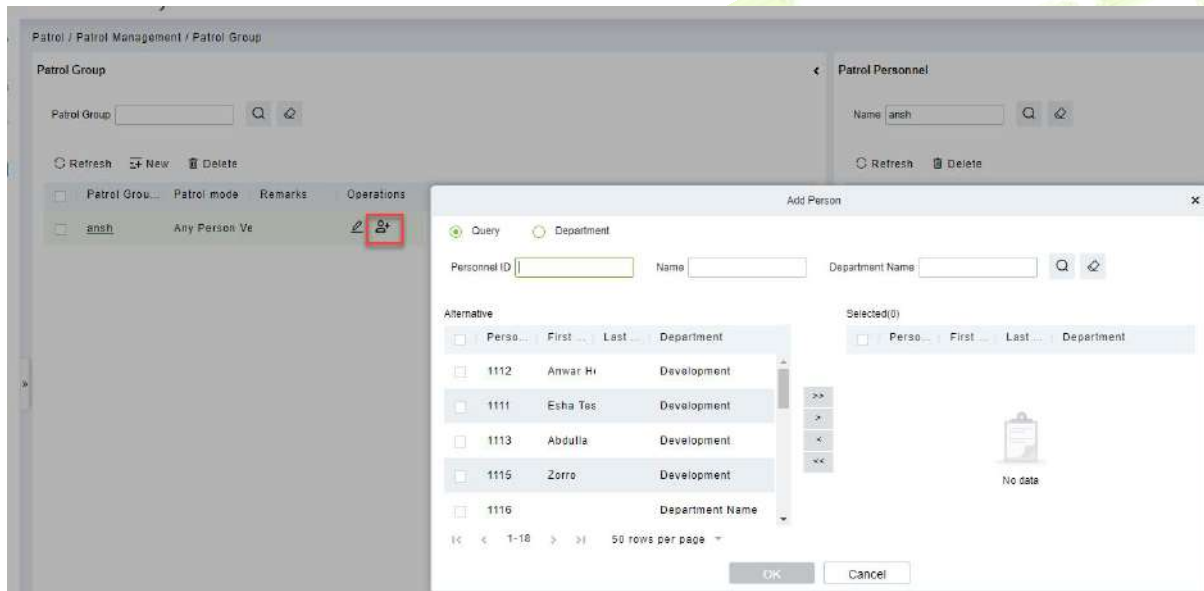 Patrol / Patrol Management / Patrol Group
Patrol Group
Patrol Personnel
Patrol Group
Name ansh
Refresh New Delete
Refresh Delete
Patrol Grou... Patrol mode Remarks Operations
ansh Any Person Ve
Add Person
Query Department
Personnel ID Name Department Name
Alternative
Perso... First ... Last ... Department
1112 Anwar H Development
1111 Esha Tes Development
1113 Abdulla Development
1115 Zorro Development
1116 Department Name
1-18 50 rows per page
Selected(0)
Perso... First ... Last ... Department
>>
>
<
<<
No data
OK Cancel